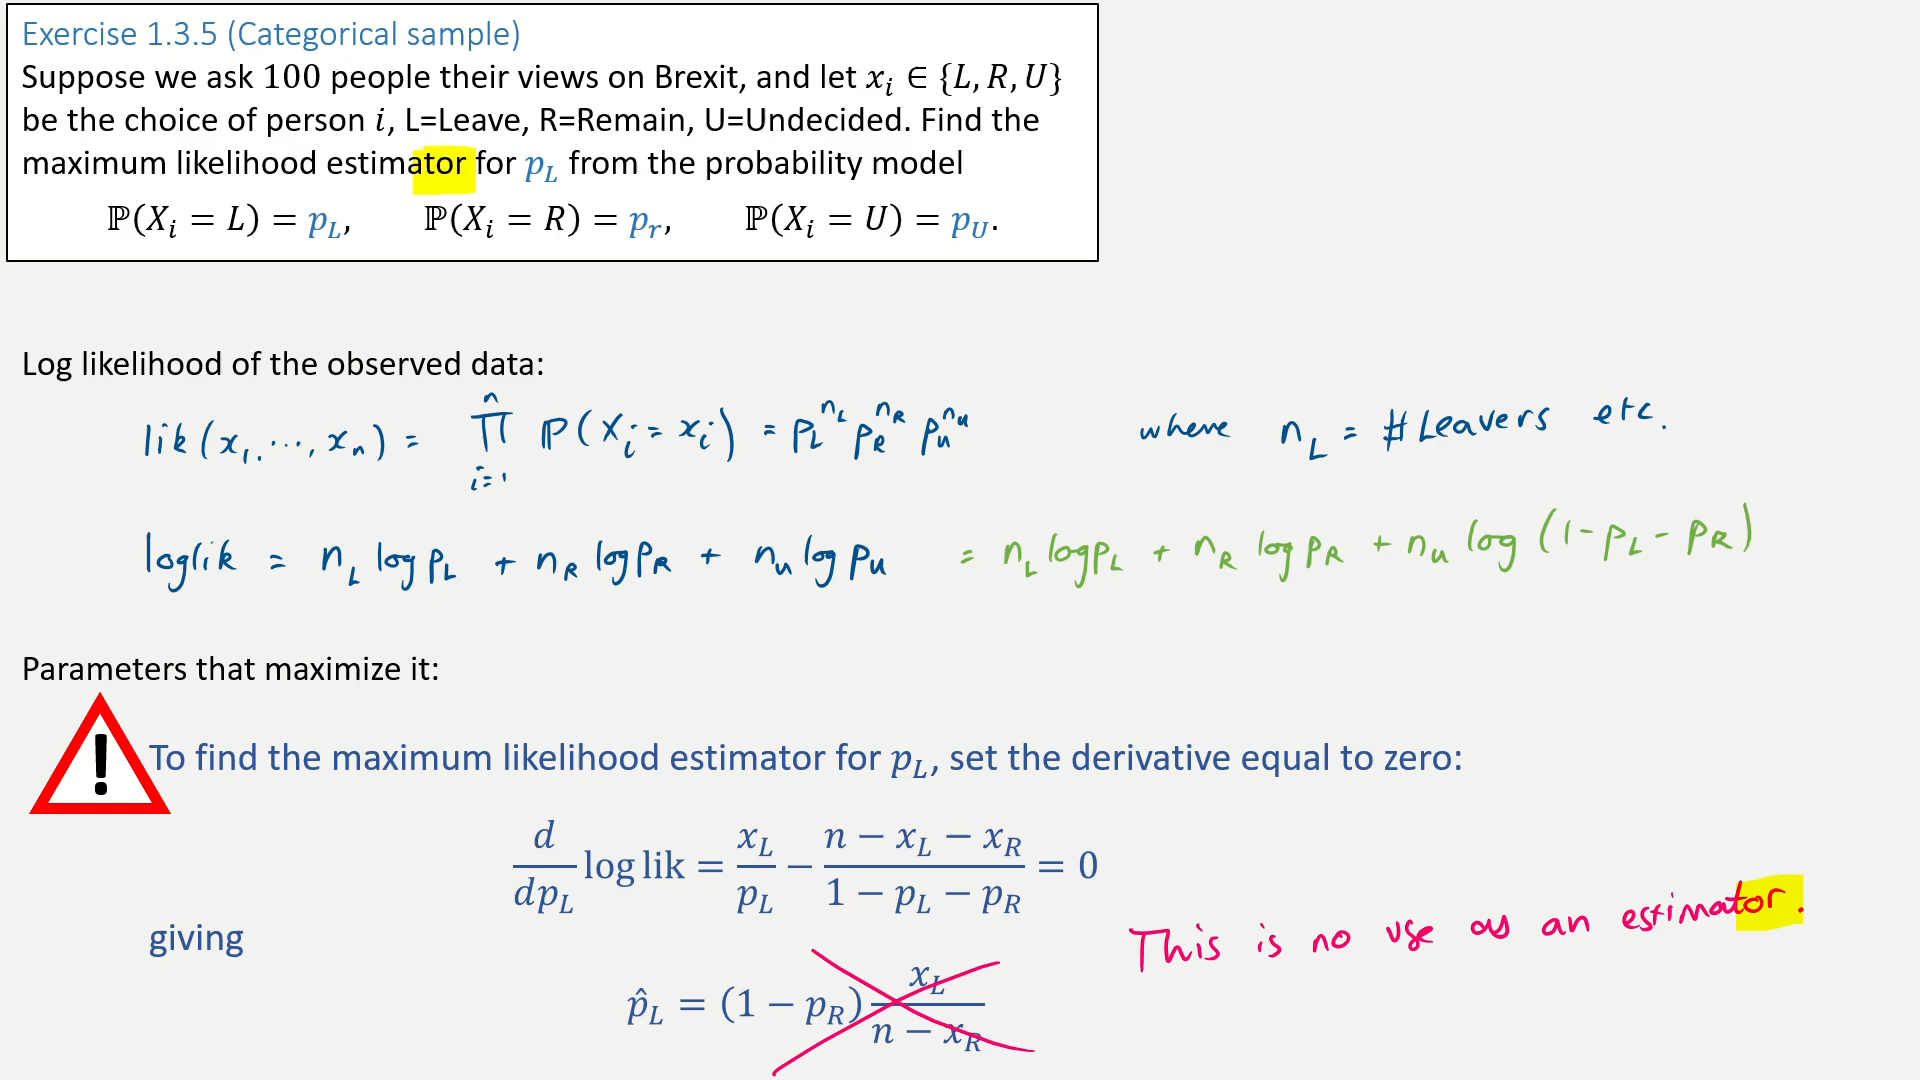 Exercise 1.3.5 (Categorical sample)
Suppose we ask 100 people their views on Brexit, and let xᵢ ∈ {L, R, U}
be the choice of person i, L=Leave, R=Remain, U=Undecided. Find the
maximum likelihood estimator for p_L from the probability model
ℙ(Xᵢ = L) = p_L, ℙ(Xᵢ = R) = p_r, ℙ(Xᵢ = U) = p_U.
Log likelihood of the observed data:
lik(x₁, ⋯, xₙ) = ∏_{i=1}^{n} ℙ(Xᵢ = xᵢ) = p_L^{n_L} p_R^{n_R} p_U^{n_U} where n_L = # Leavers etc.
loglik = n_L log p_L + n_R log p_R + n_U log p_U = n_L log p_L + n_R log p_R + n_U log (1 - p_L - p_R)
Parameters that maximize it:
!
To find the maximum likelihood estimator for p_L, set the derivative equal to zero:
d/dp_L log lik = x_L/p_L − (n − x_L − x_R)/(1 − p_L − p_R) = 0
giving
This is no use as an estimator.
p̂_L = (1 − p_R) x_L/(n − x_R)